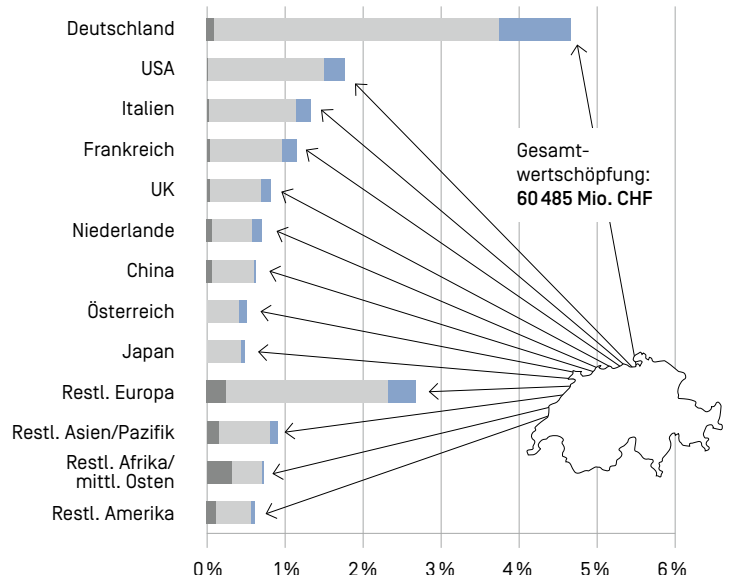 Deutschland
USA
Italien
Frankreich
UK
Niederlande
China
Österreich
Japan
Restl. Europa
Restl. Asien/Pazifik
Restl. Afrika/
mittl. Osten
Restl. Amerika
Gesamt-
wertschöpfung:
60 485 Mio. CHF
0 % 1 % 2 % 3 % 4 % 5 % 6 %